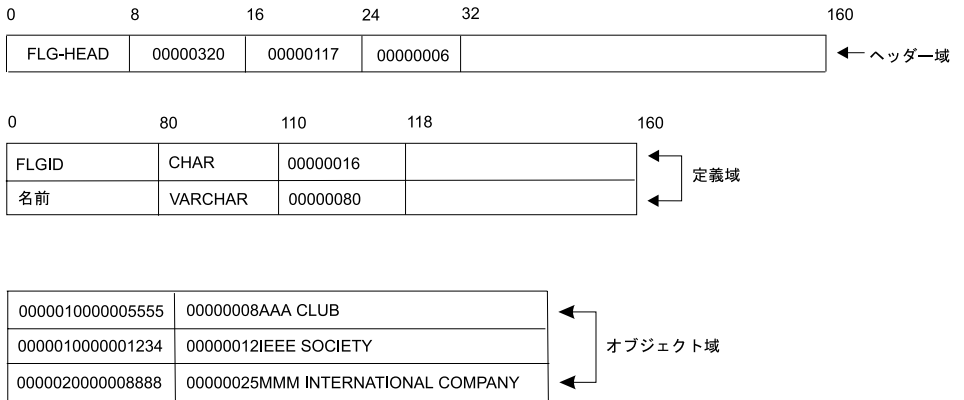 0 8 16 24 32 160
FLG-HEAD 00000320 00000117 00000006 ヘッダー域
0 80 110 118 160
FLGID CHAR 00000016
定義域
名前 VARCHAR 00000080
0000010000005555 00000008AAA CLUB
0000010000001234 00000012IEEE SOCIETY オブジェクト域
0000020000008888 00000025MMM INTERNATIONAL COMPANY